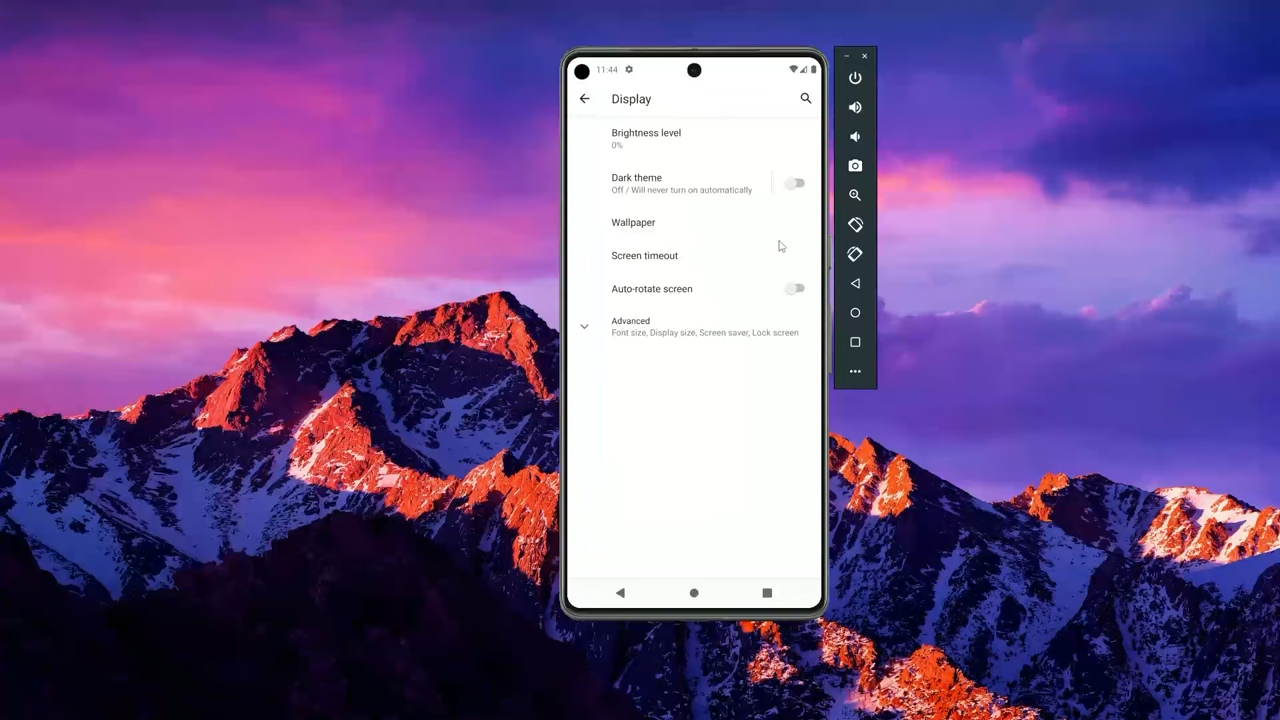 11:44
Display
Brightness level
0%
Dark theme
Off / Will never turn on automatically
Wallpaper
Screen timeout
Auto-rotate screen
Advanced
Font size, Display size, Screen saver, Lock screen